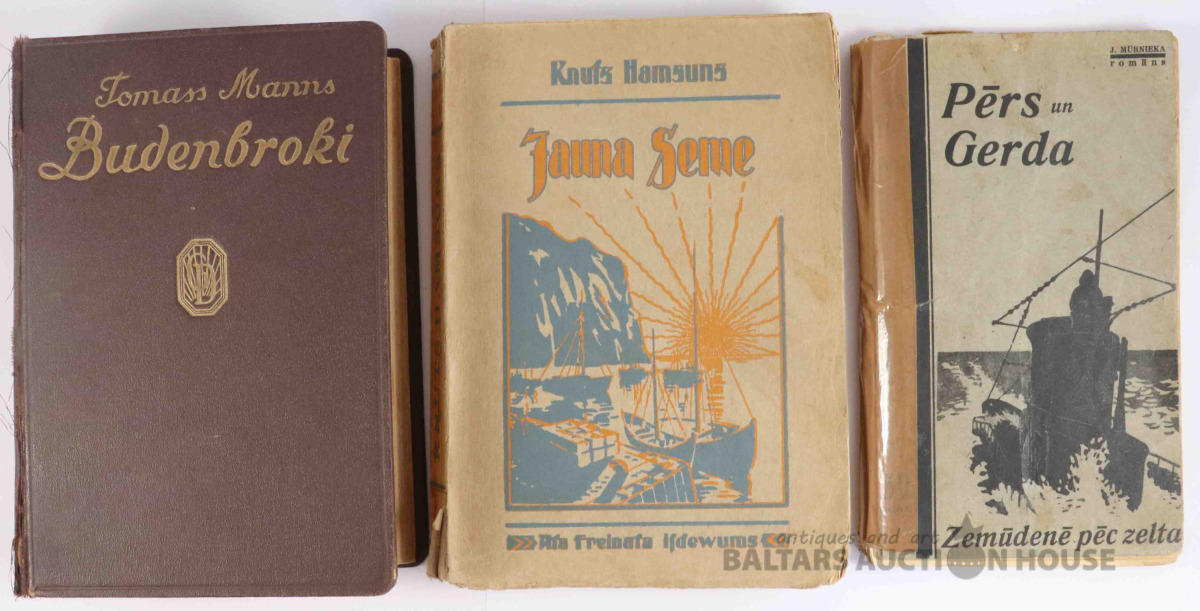 Tomass Manns
Budenbroki
Knuts Hamsuns
Jauna Seme
Ata Freinata isdewums
J. MŪRNIEKA
romāns
Pērs un
Gerda
Zemūdenē pēc zelta
antiques and art
BALTARS AUCTION HOUSE